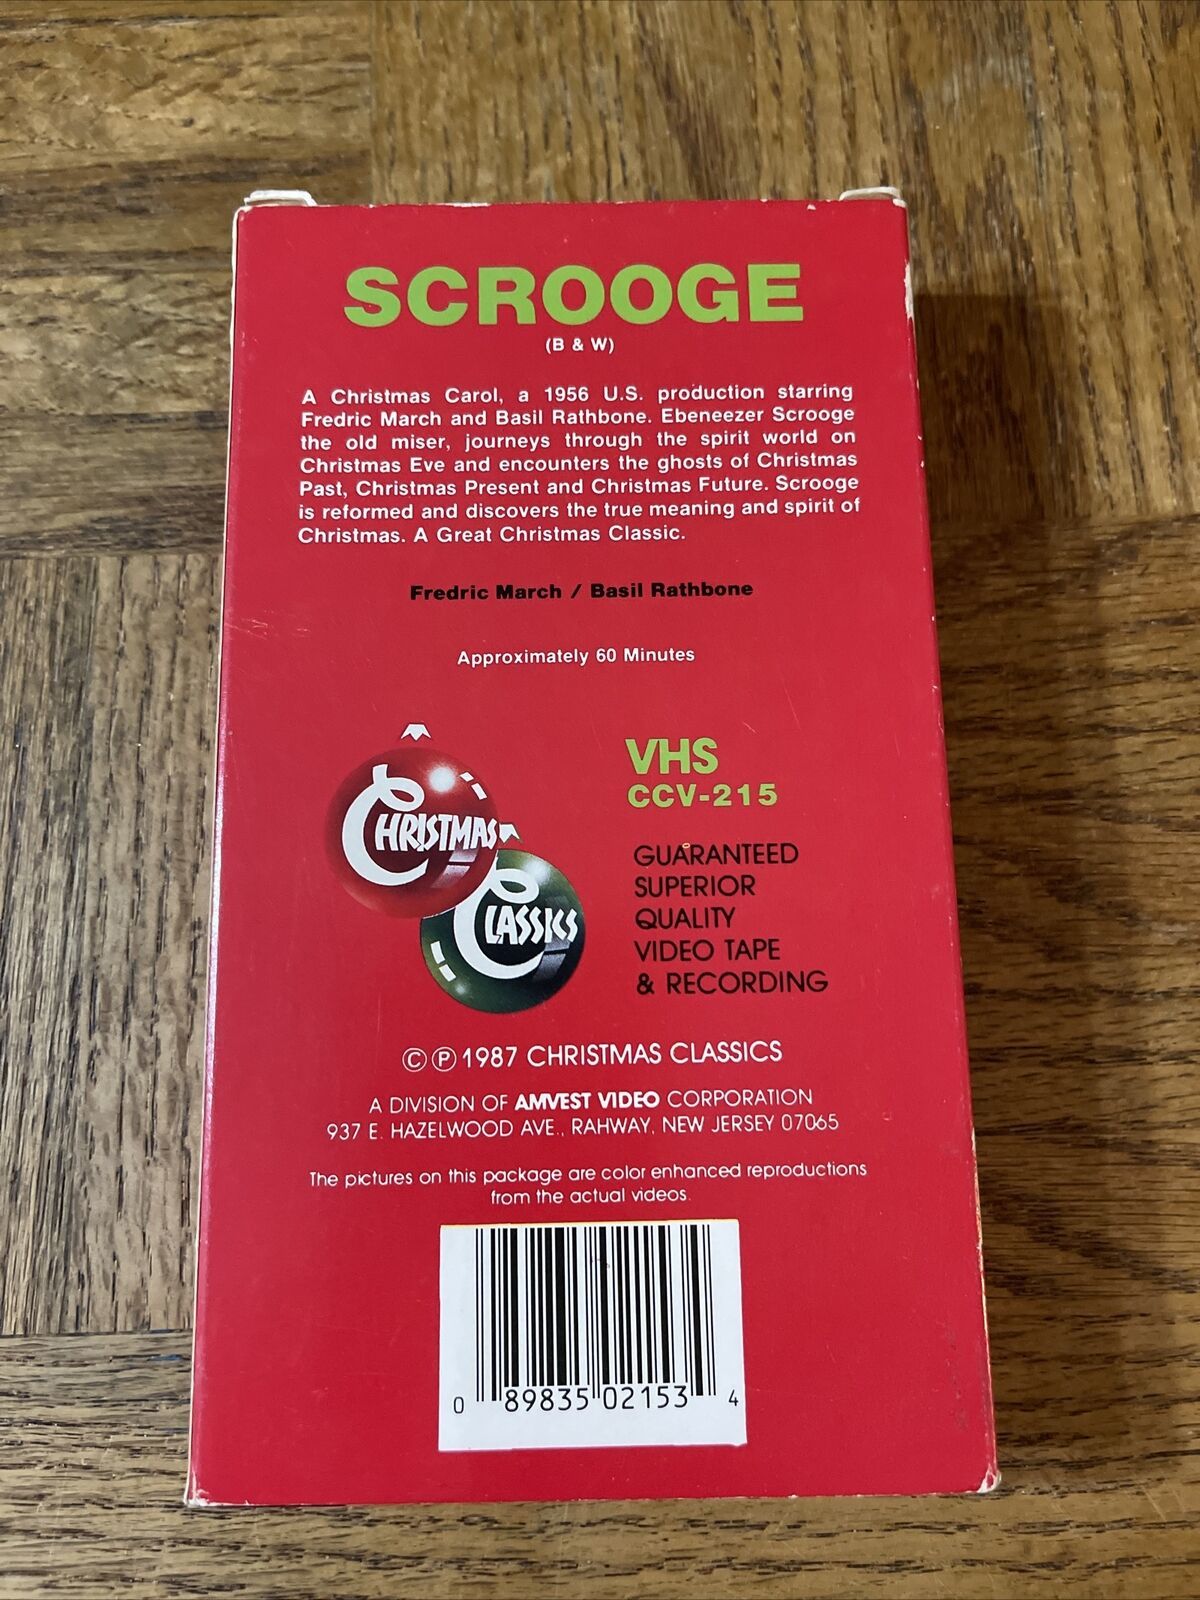 SCROOGE
(B & W)
A Christmas Carol, a 1956 U.S. production starring
Fredric March and Basil Rathbone. Ebeneezer Scrooge
the old miser, journeys through the spirit world on
Christmas Eve and encounters the ghosts of Christmas
Past, Christmas Present and Christmas Future. Scrooge
is reformed and discovers the true meaning and spirit of
Christmas. A Great Christmas Classic.
Fredric March / Basil Rathbone
Approximately 60 Minutes
CHRISTMAS
CLASSICS
VHS
CCV-215
GUARANTEED
SUPERIOR
QUALITY
VIDEO TAPE
& RECORDING
©℗1987 CHRISTMAS CLASSICS
A DIVISION OF AMVEST VIDEO CORPORATION
937 E. HAZELWOOD AVE., RAHWAY, NEW JERSEY 07065
The pictures on this package are color enhanced reproductions
from the actual videos.
0 89835 02153 4